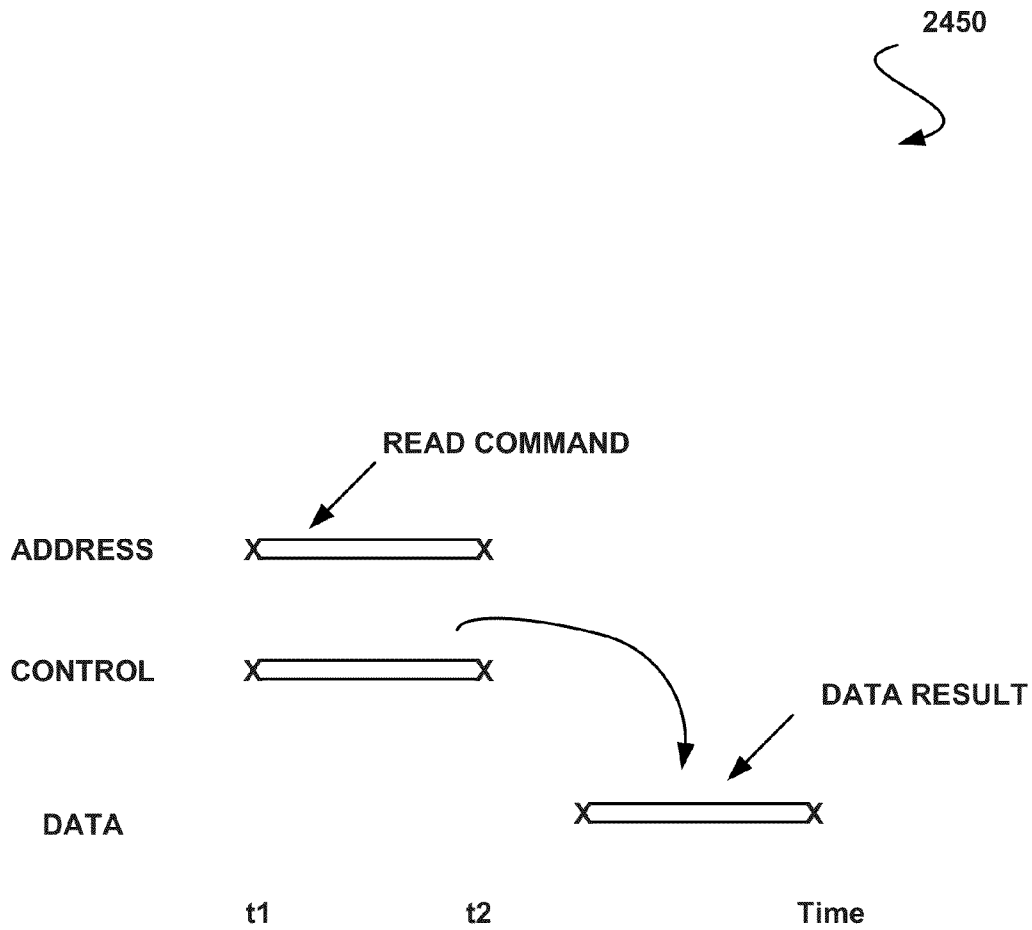 2450
READ COMMAND
ADDRESS
CONTROL
DATA RESULT
DATA
t1 t2 Time